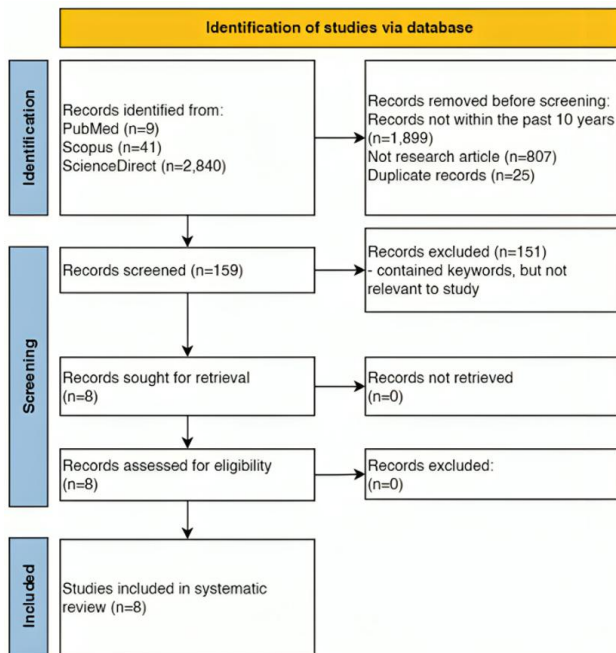 Identification of studies via database
Identification
Records identified from:
PubMed (n=9)
Scopus (n=41)
ScienceDirect (n=2,840)
Records removed before screening:
Records not within the past 10 years
(n=1,899)
Not research article (n=807)
Duplicate records (n=25)
Screening
Records screened (n=159)
Records excluded (n=151)
- contained keywords, but not
relevant to study
Records sought for retrieval
(n=8)
Records not retrieved
(n=0)
Records assessed for eligibility
(n=8)
Records excluded:
(n=0)
Included
Studies included in systematic
review (n=8)